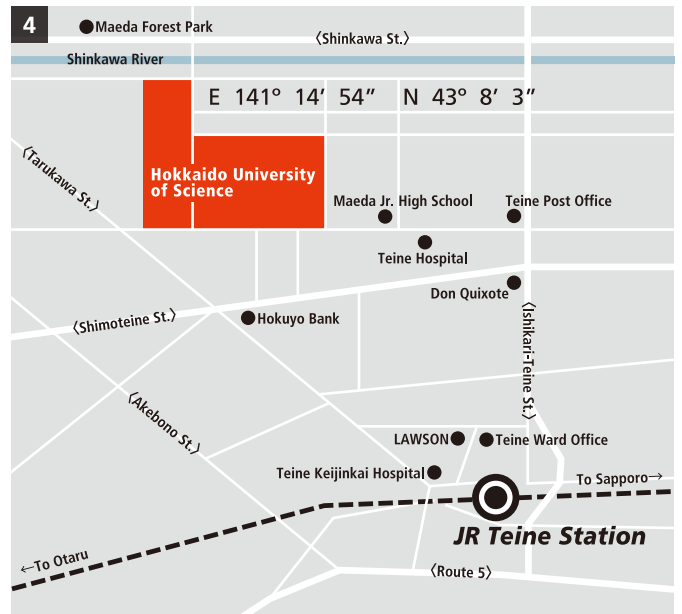 4
Maeda Forest Park
〈Shinkawa St.〉
Shinkawa River
E 141° 14′ 54″ N 43° 8′ 3″
〈Tarukawa St.〉
Hokkaido University
of Science
Maeda Jr. High School
Teine Post Office
Teine Hospital
Don Quixote
〈Shimoteine St.〉
Hokuyo Bank
〈Ishikari-Teine St.〉
〈Akebono St.〉
LAWSON
Teine Ward Office
Teine Keijinkai Hospital
To Sapporo→
JR Teine Station
←To Otaru
〈Route 5〉